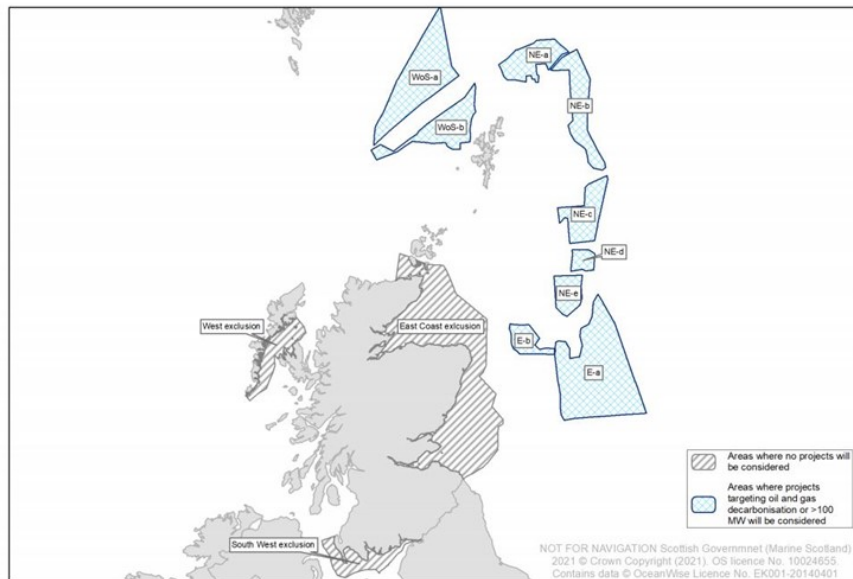 WoS-a
NE-a
NE-b
WoS-b
NE-c
NE-d
NE-e
West exclusion
East Coast exlcusion
E-b
E-a
Areas where no projects will
be considered
Areas where projects
targeting oil and gas
decarbonisation or >100
MW will be considered
South West exclusion
NOT FOR NAVIGATION Scottish Governmnet (Marine Scotland)
2021 © Crown Copyright (2021). OS licence No. 10024655.
Contains data © OceanWise Licence No. EK001-20140401